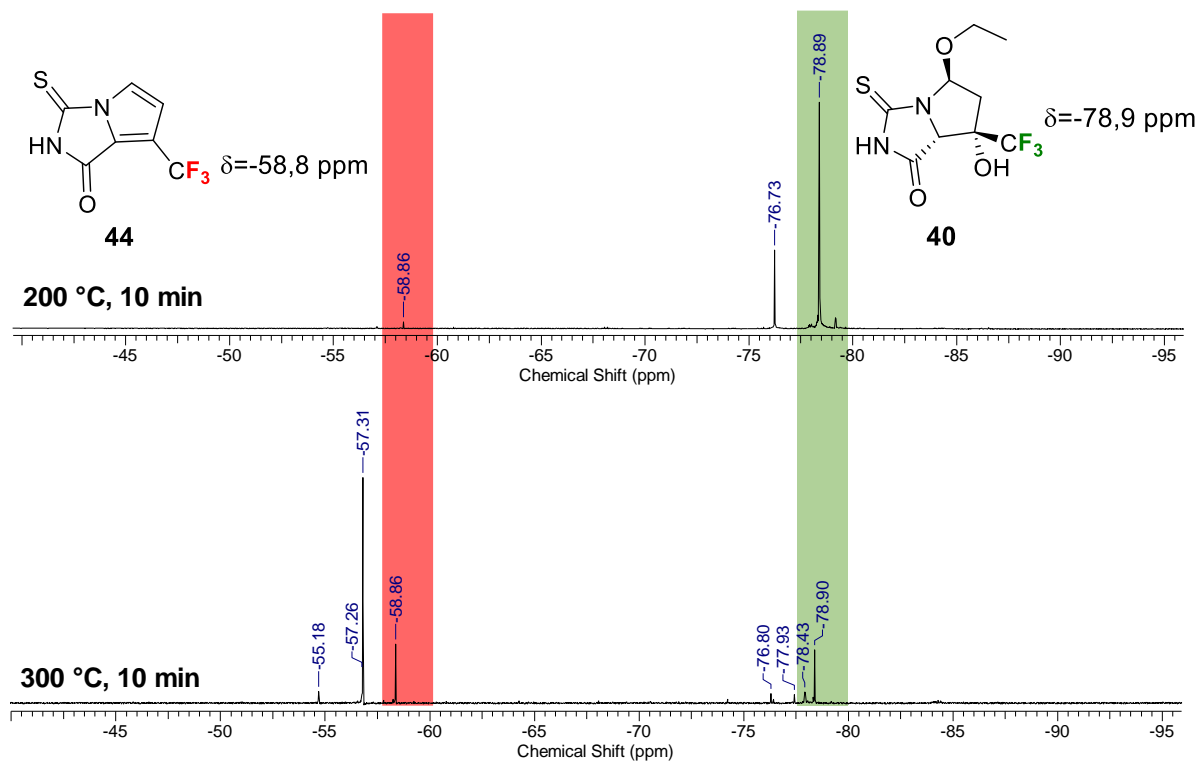 O
S
N
HN
O
CF3
δ=-58,8 ppm
44
O
S
N
HN
O
OH
CF3
δ=-78,9 ppm
40
-58.86
-76.73
-78.89
200 °C, 10 min
-45 -50 -55 -60 -65 -70 -75 -80 -85 -90 -95
Chemical Shift (ppm)
-55.18
-57.26
-57.31
-58.86
-76.80
-77.93
-78.43
-78.90
300 °C, 10 min
-45 -50 -55 -60 -65 -70 -75 -80 -85 -90 -95
Chemical Shift (ppm)